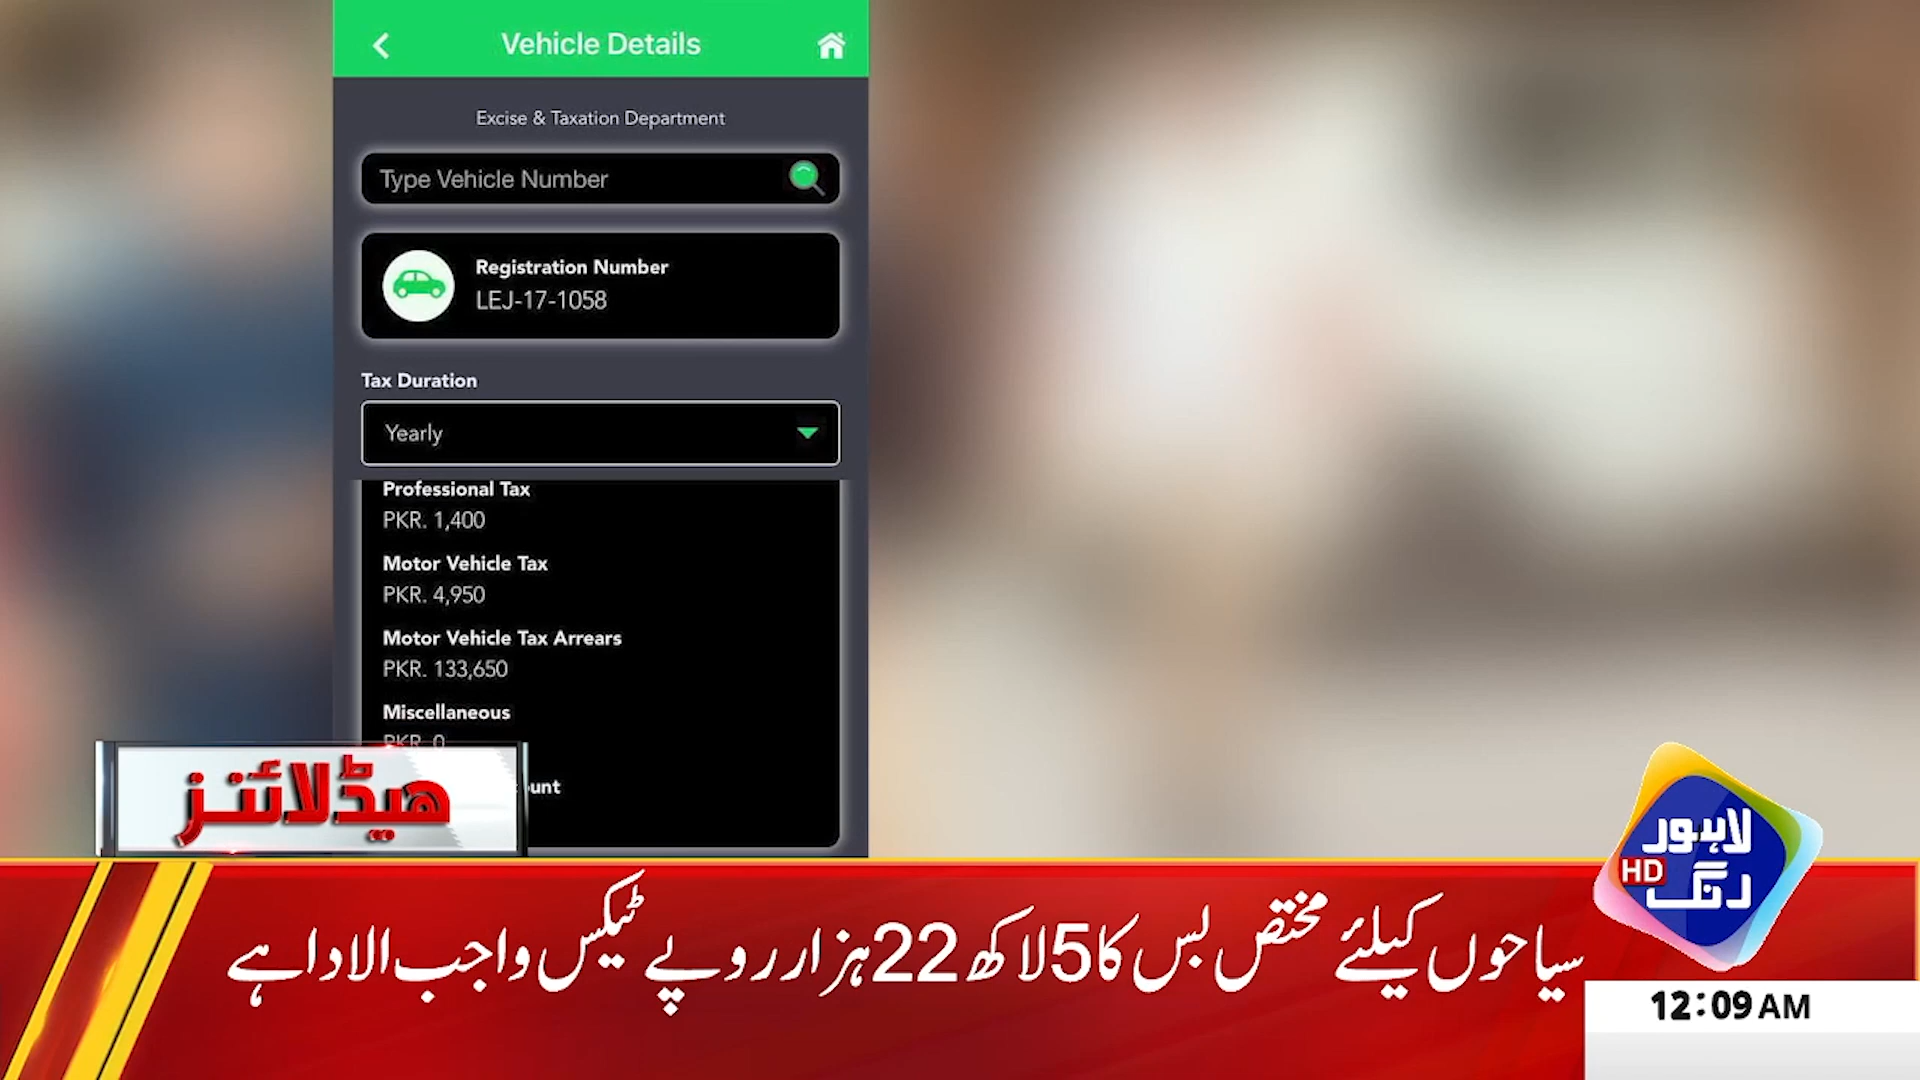 Vehicle Details
Excise & Taxation Department
Type Vehicle Number
Registration Number
LEJ-17-1058
Tax Duration
Yearly
Professional Tax
PKR. 1,400
Motor Vehicle Tax
PKR. 4,950
Motor Vehicle Tax Arrears
PKR. 133,650
Miscellaneous
PKR. 0
ہیڈلائنز
لاہور
رنگ
HD
سیاحوں کیلئے مختص بس کا 5 لاکھ 22 ہزار روپے ٹیکس واجب الادا ہے
12:09 AM